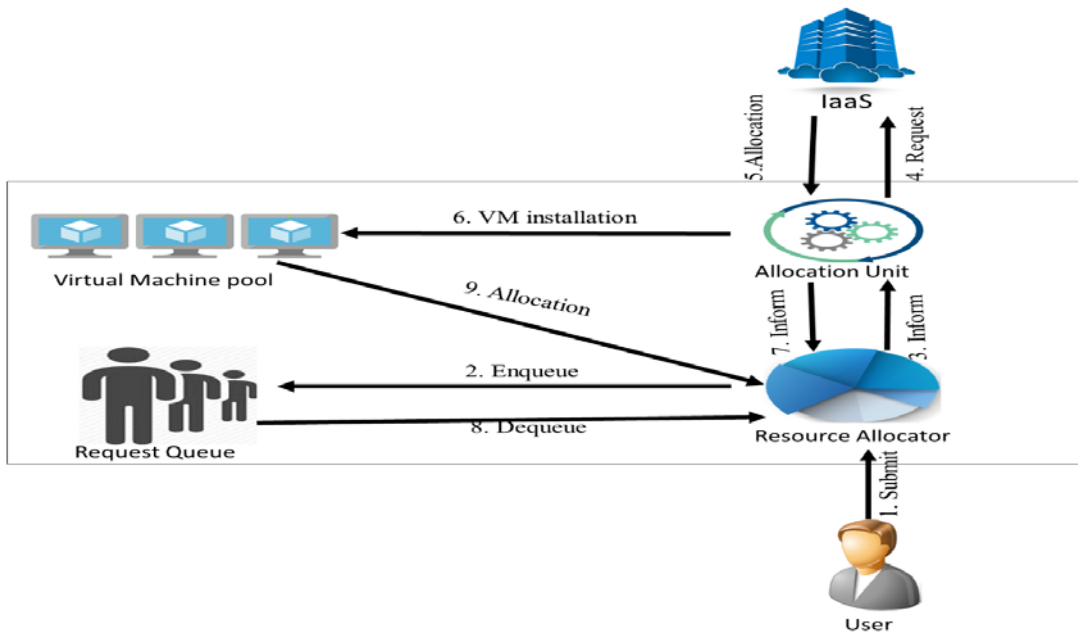 IaaS
5.Allocation
4. Request
6. VM installation
Virtual Machine pool
Allocation Unit
9. Allocation
7. Inform
3. Inform
2. Enqueue
8. Dequeue
Request Queue
Resource Allocator
1. Submit
User